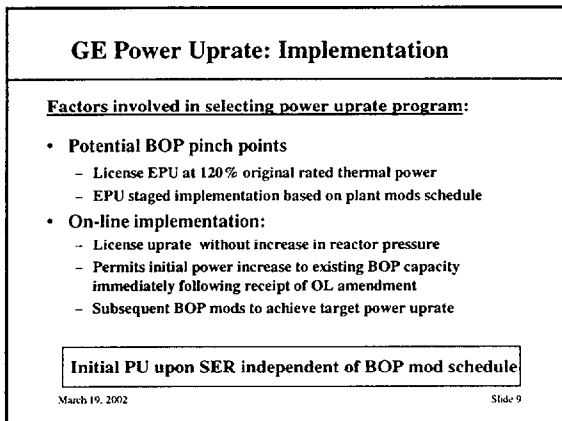 GE Power Uprate: Implementation
Factors involved in selecting power uprate program:
• Potential BOP pinch points
– License EPU at 120% original rated thermal power
– EPU staged implementation based on plant mods schedule
• On-line implementation:
– License uprate without increase in reactor pressure
– Permits initial power increase to existing BOP capacity
immediately following receipt of OL amendment
– Subsequent BOP mods to achieve target power uprate
Initial PU upon SER independent of BOP mod schedule
March 19, 2002
Slide 9